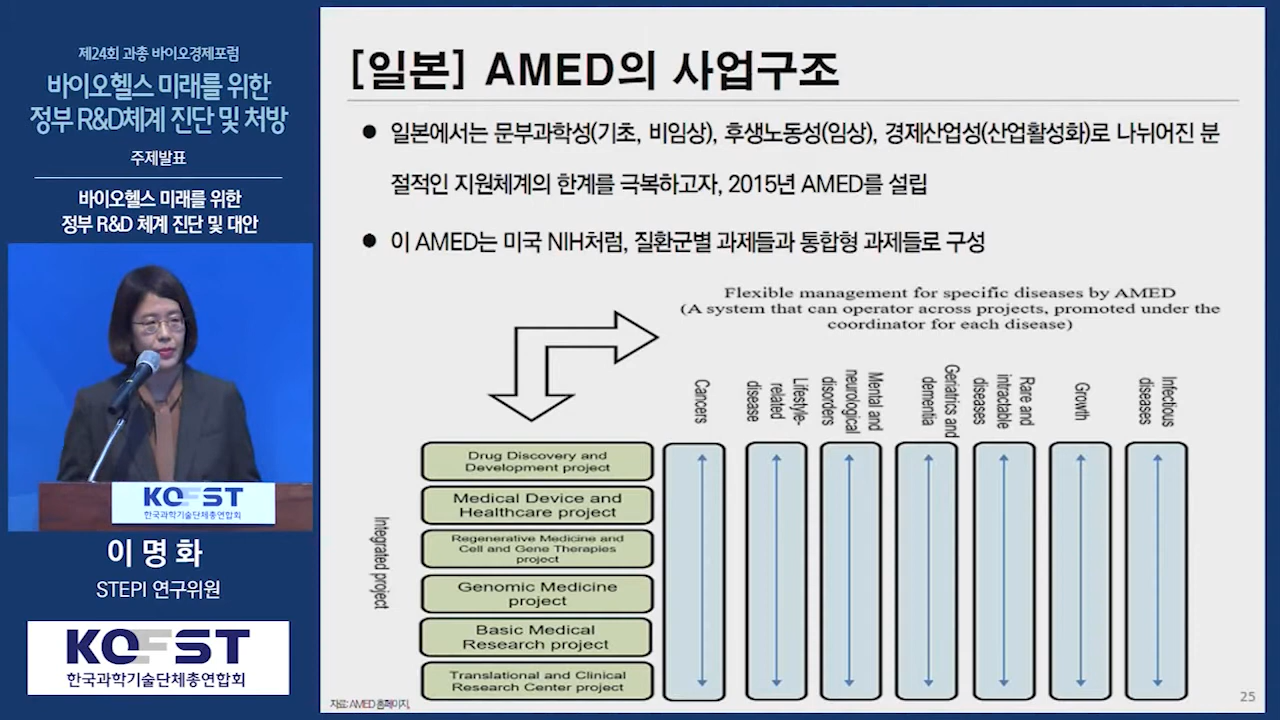 제24회 과총 바이오경제포럼
바이오헬스 미래를 위한
정부 R&D체계 진단 및 처방
주제발표
바이오헬스 미래를 위한
정부 R&D 체계 진단 및 대안
KOFST
한국과학기술단체총연합회
이 명 화
STEPI 연구위원
KOFST
한국과학기술단체총연합회
[일본] AMED의 사업구조
● 일본에서는 문부과학성(기초, 비임상), 후생노동성(임상), 경제산업성(산업활성화)로 나뉘어진 분
절적인 지원체계의 한계를 극복하고자, 2015년 AMED를 설립
● 이 AMED는 미국 NIH처럼, 질환군별 과제들과 통합형 과제들로 구성
Flexible management for specific diseases by AMED
(A system that can operator across projects, promoted under the
coordinator for each disease)
Cancers
Lifestyle-
related
disease
Mental and
neurological
disorders
Geriatrics and
dementia
Rare and
intractable
diseases
Growth
Infectious
diseases
Integrated project
Drug Discovery and
Development project
Medical Device and
Healthcare project
Regenerative Medicine and
Cell and Gene Therapies
project
Genomic Medicine
project
Basic Medical
Research project
Translational and Clinical
Research Center project
자료: AMED 홈페이지,
25